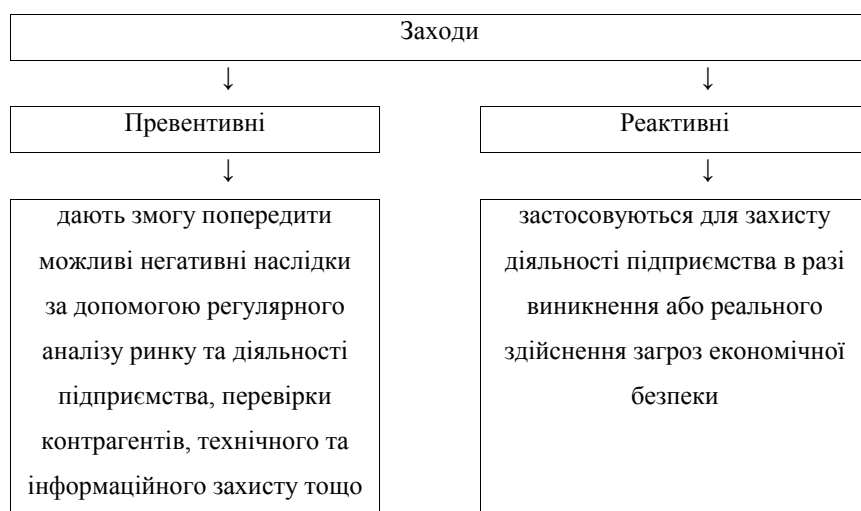 Заходи
↓ ↓
Превентивні
Реактивні
↓ ↓
дають змогу попередити
можливі негативні наслідки
за допомогою регулярного
аналізу ринку та діяльності
підприємства, перевірки
контрагентів, технічного та
інформаційного захисту тощо
застосовуються для захисту
діяльності підприємства в разі
виникнення або реального
здійснення загроз економічної
безпеки